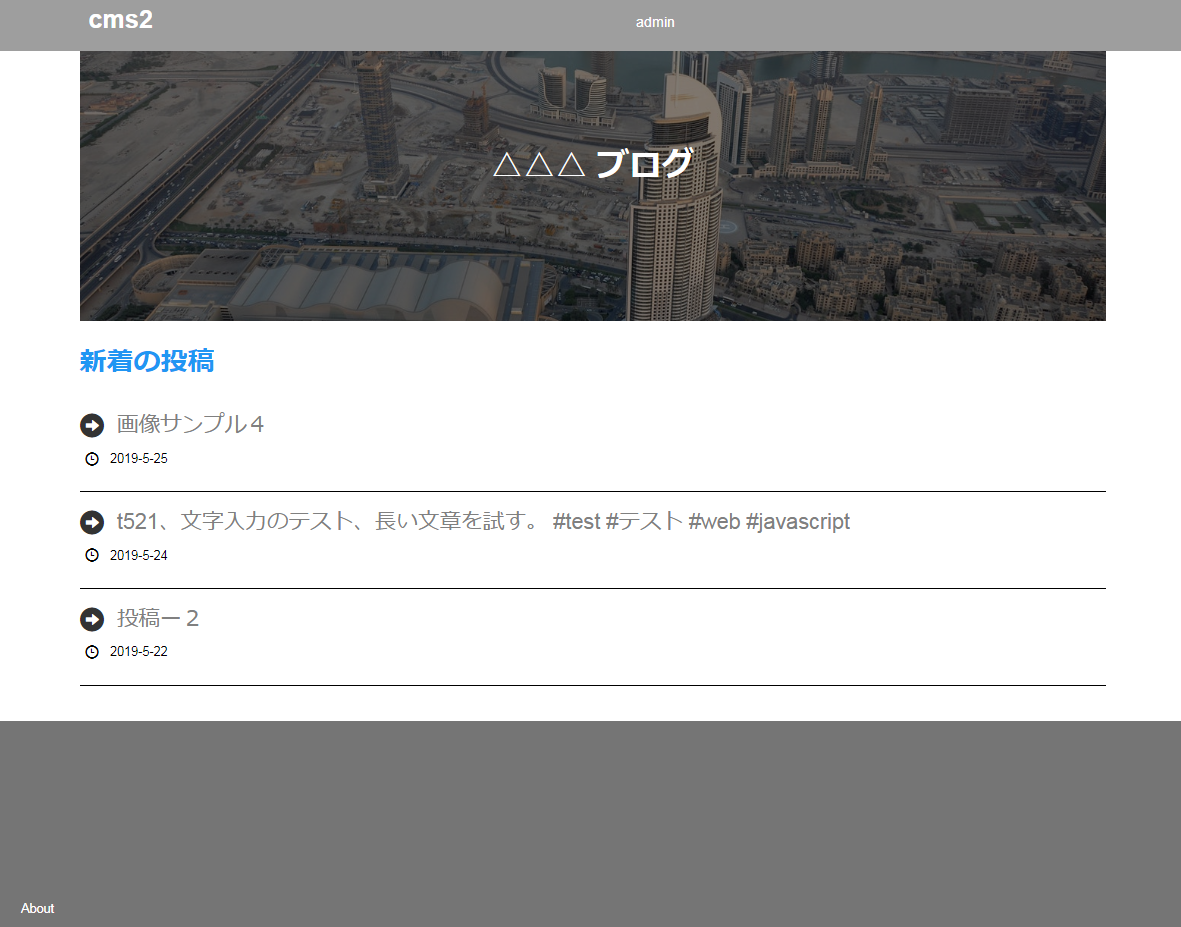 cms2
admin
△△△ ブログ
新着の投稿
画像サンプル４
2019-5-25
t521、文字入力のテスト、長い文章を試す。 #test #テスト #web #javascript
2019-5-24
投稿ー２
2019-5-22
About